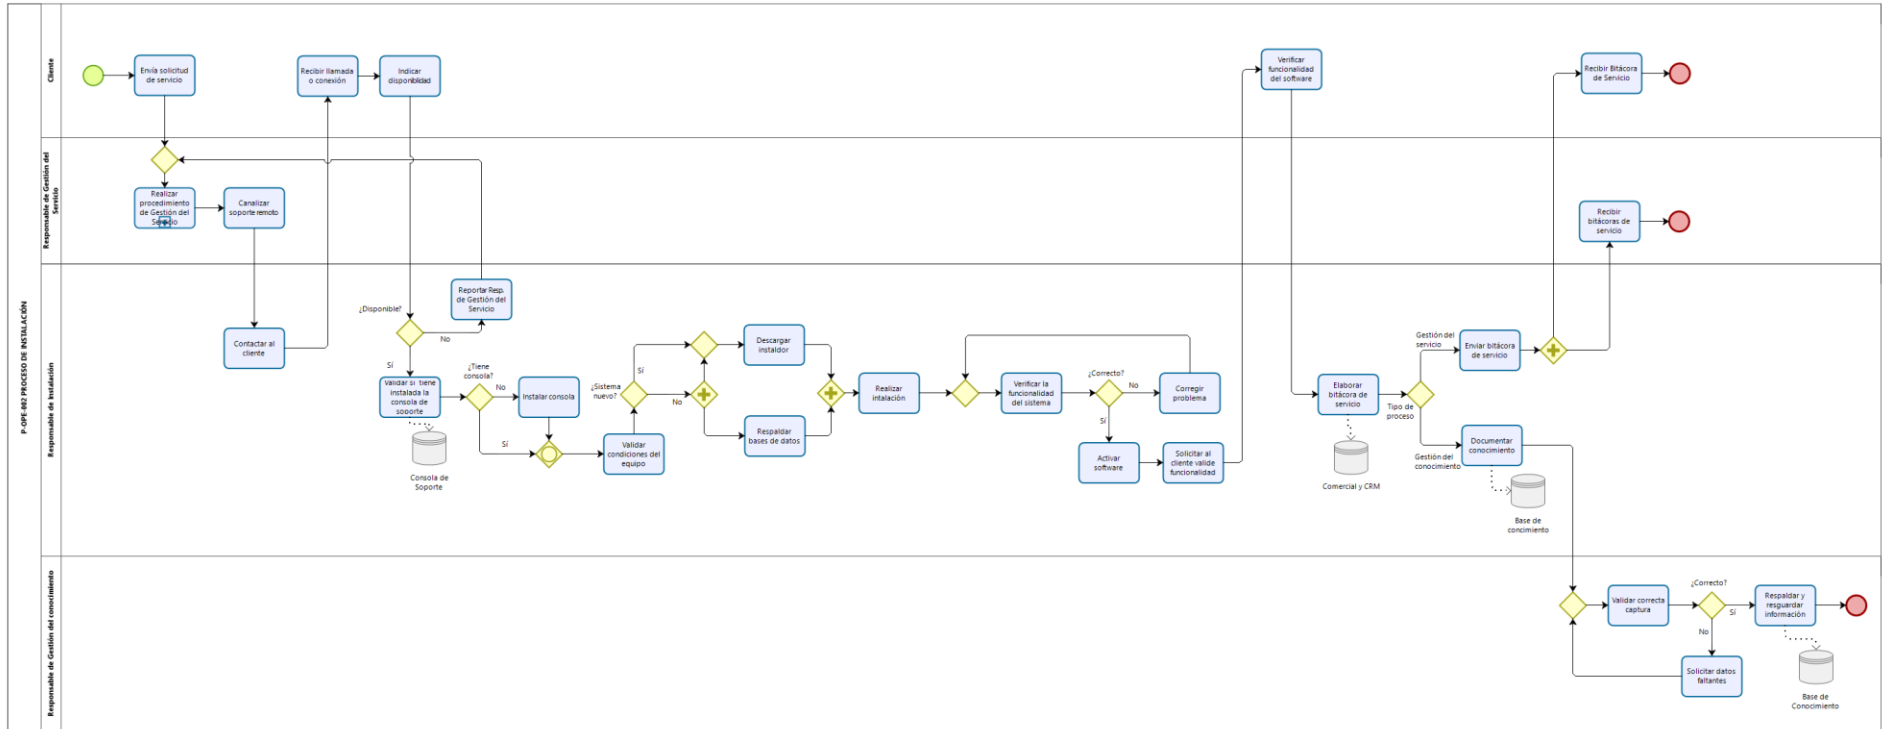 P-OPE-002 PROCESO DE INSTALACIÓN
Cliente
Envía solicitud
de servicio
Recibir llamada
o conexión
Indicar
disponiblidad
Verificar
funcionalidad
del software
Recibir Bitácora
de Servicio
Responsable de Gestión del
Servicio
Realizar
procedimiento
de Gestión del
Servicio
Canalizar
soporte remoto
Recibir
bitácoras de
servicio
Responsable de Instalación
Contactar al
cliente
¿Disponible?
No
Sí
Reportar Resp.
de Gestión del
Servicio
Validar si tiene
instalada la
consola de
soporte
Consola de
Soporte
¿Tiene
consola?
No
Sí
Instalar consola
Validar
condiciones del
equipo
¿Sistema
nuevo?
Sí
No
Descargar
instaldor
Respaldar
bases de datos
Realizar
intalación
Verificar la
funcionalidad
del sistema
¿Correcto?
No
Sí
Corregir
problema
Activar
software
Solicitar al
cliente valide
funcionalidad
Elaborar
bitácora de
servicio
Comercial y CRM
Tipo de
proceso
Gestión del
servicio
Enviar bitácora
de servicio
Gestión del
conocimiento
Documentar
conocimiento
Base de
concimiento
Responsable de Gestión del conocimiento
Validar correcta
captura
¿Correcto?
Sí
No
Respaldar y
resguardar
información
Solicitar datos
faltantes
Base de
Conocimiento